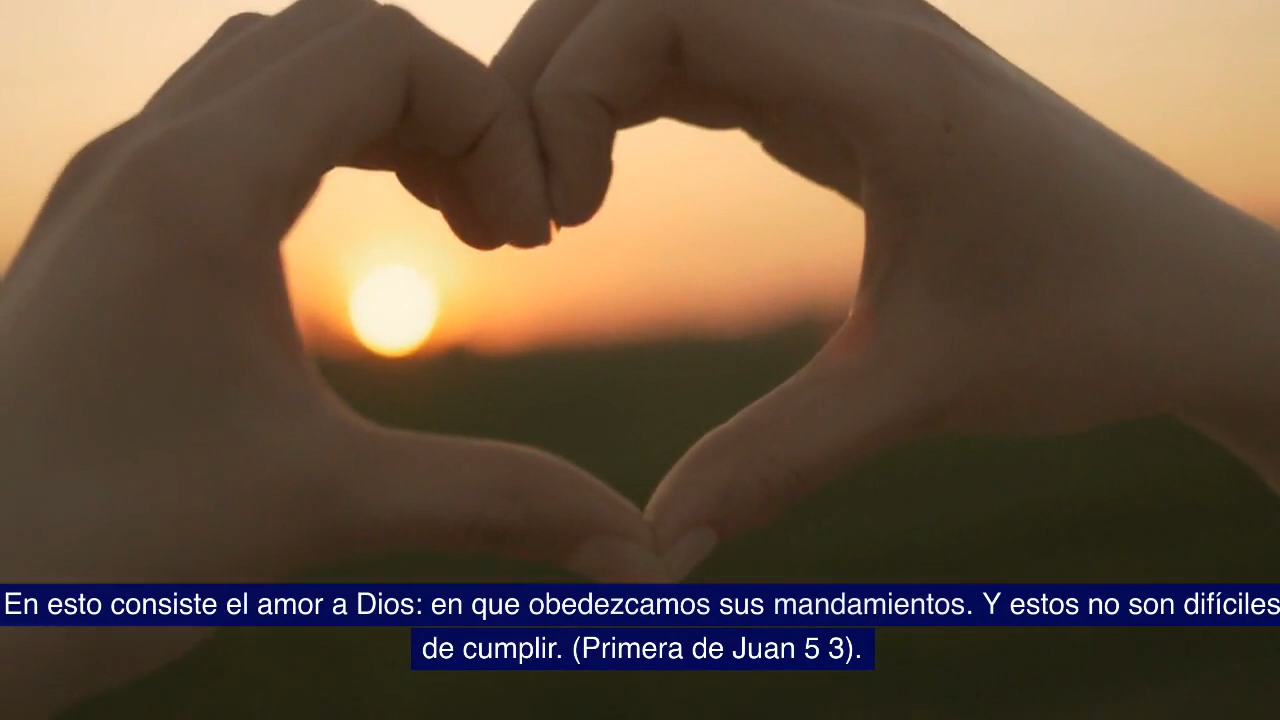 En esto consiste el amor a Dios: en que obedezcamos sus mandamientos. Y estos no son difíciles
de cumplir. (Primera de Juan 5 3).